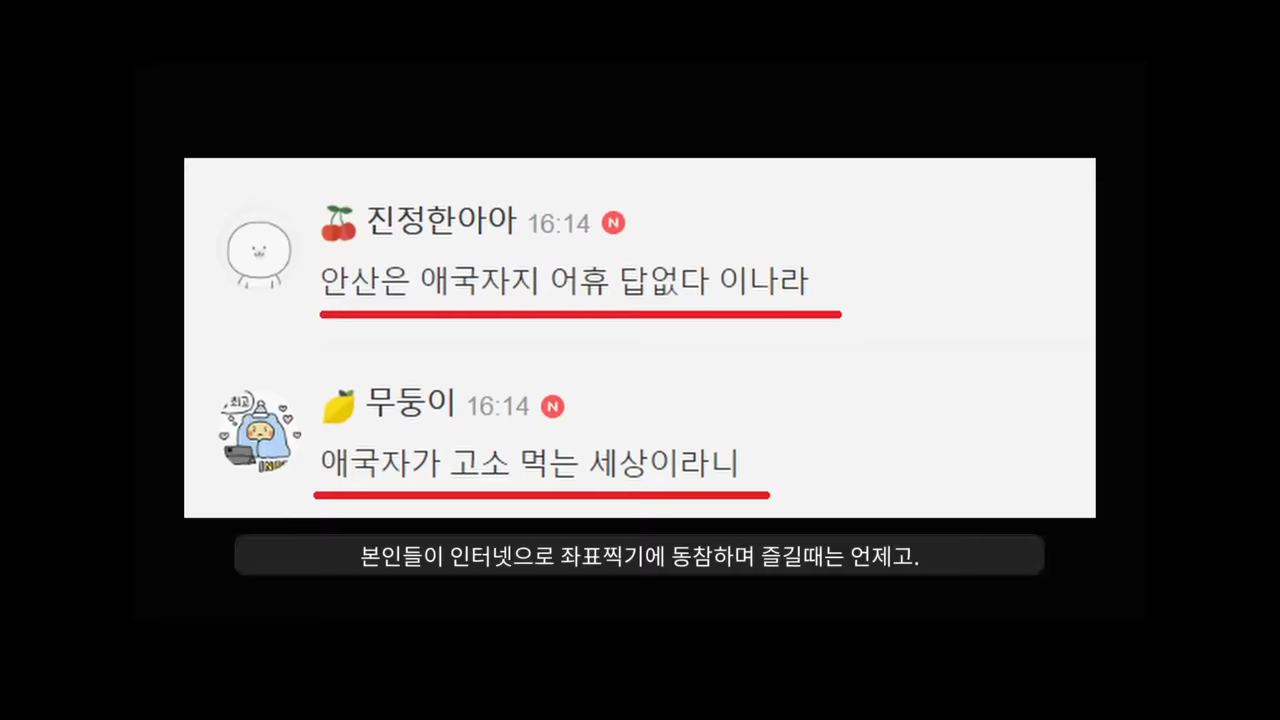 진정한아아 16:14 N
안산은 애국자지 어휴 답없다 이나라
최고
무둥이 16:14 N
애국자가 고소 먹는 세상이라니
본인들이 인터넷으로 좌표찍기에 동참하며 즐길때는 언제고.